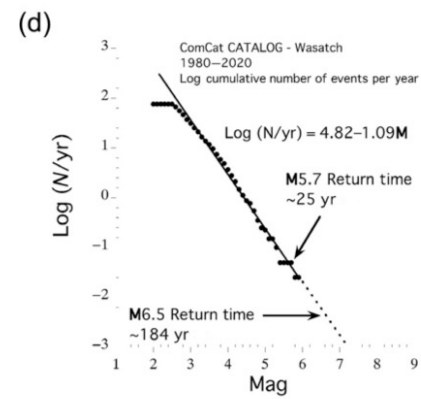 (d)
ComCat CATALOG - Wasatch
1980—2020
Log cumulative number of events per year
Log (N/yr) = 4.82–1.09M
M5.7 Return time
~25 yr
M6.5 Return time
~184 yr
Log (N/yr)
3
2
1
0
–1
–2
–3
1 2 3 4 5 6 7 8 9
Mag